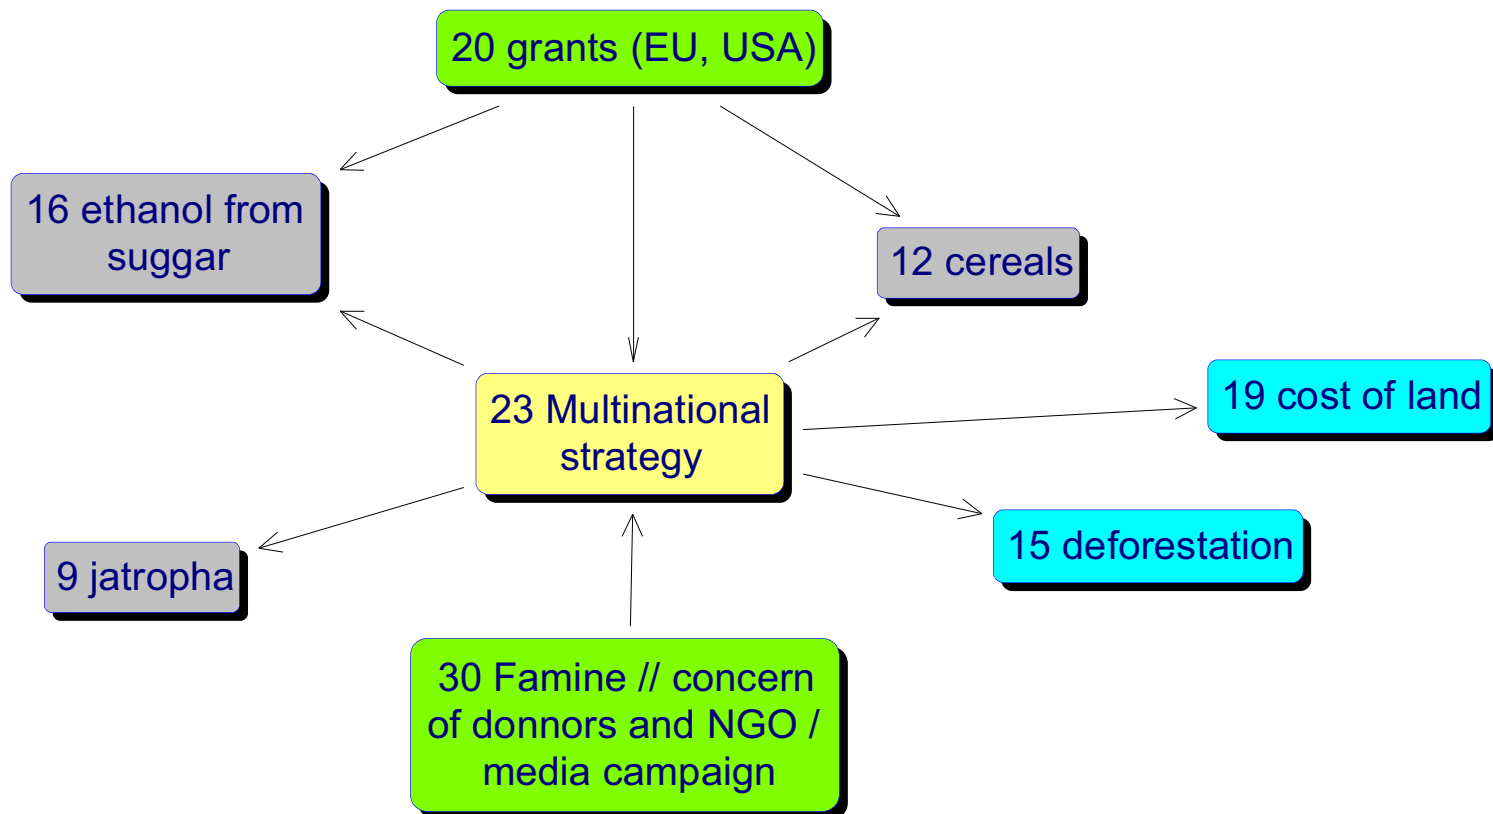 20 grants (EU, USA)
16 ethanol from
suggar
12 cereals
23 Multinational
strategy
19 cost of land
15 deforestation
9 jatropha
30 Famine // concern
of donnors and NGO /
media campaign